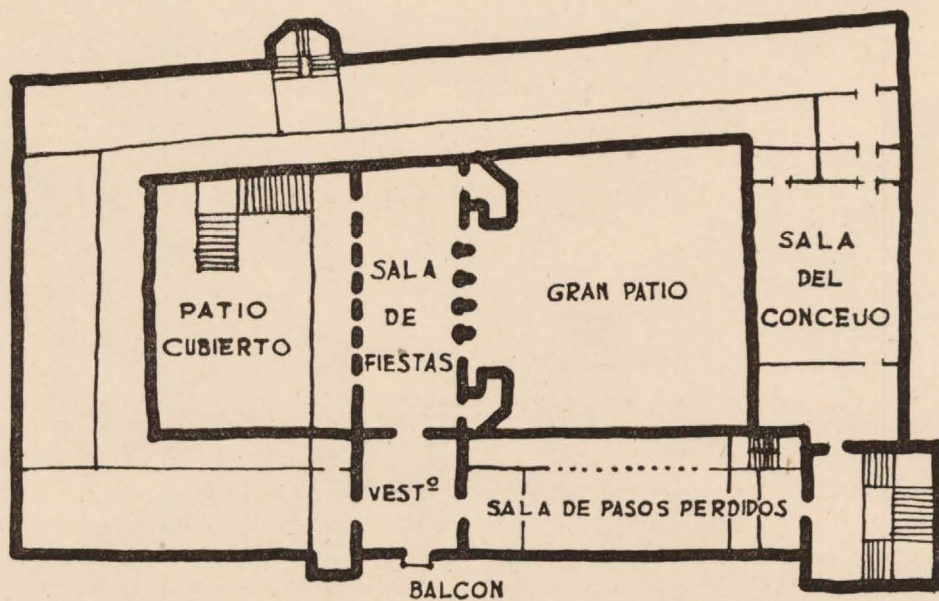 PATIO
CUBIERTO
SALA
DE
FIESTAS
GRAN PATIO
SALA
DEL
CONCEJO
VESTº
SALA DE PASOS PERDIDOS
BALCON